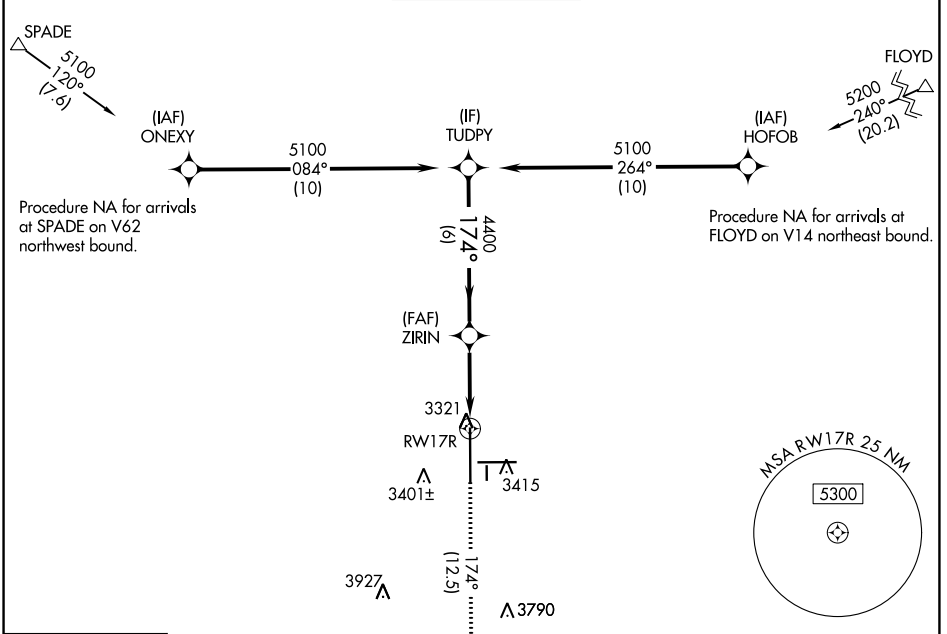 SPADE
5100
120°
(7.6)
FLOYD
5200
240°
(20.2)
(IAF)
ONEXY
(IF)
TUDPY
(IAF)
HOFOB
5100
084°
(10)
5100
264°
(10)
Procedure NA for arrivals
at SPADE on V62
northwest bound.
Procedure NA for arrivals at
FLOYD on V14 northeast bound.
4400
174°
(6)
(FAF)
ZIRIN
3321
RW17R
3401±
3415
MSA RW17R 25 NM
5300
174°
(12.5)
3927
3790